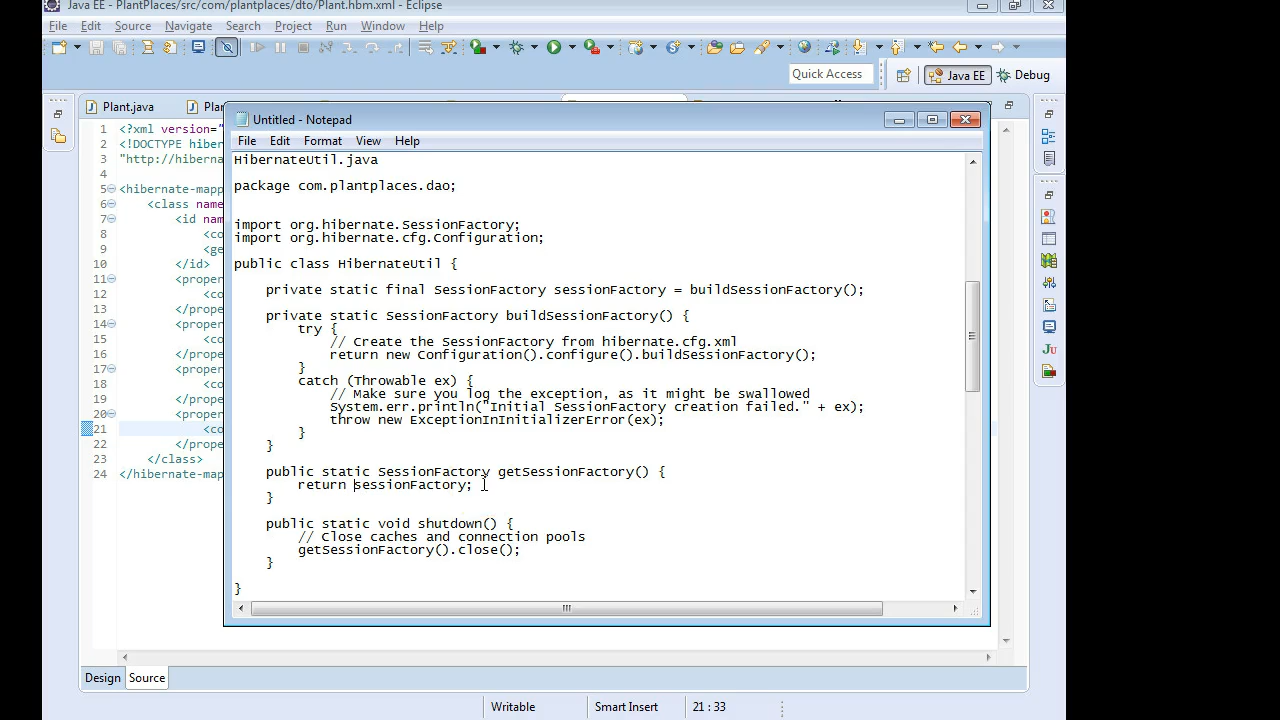 Java EE - PlantPlaces/src/com/plantplaces/dto/Plant.hbm.xml - Eclipse
File Edit Source Navigate Search Project Run Window Help
Quick Access
Java EE
Debug
Plant.java
1 <?xml version="
2 <!DOCTYPE hiber
3 "http://hiberna
4
5 <hibernate-mapp
6 <class name
7 <id nam
8 <co
9 <ge
10 </id>
11 <proper
12 <co
13 </prope
14 <proper
15 <co
16 </prope
17 <proper
18 <co
19 </prope
20 <proper
21 <co
22 </prope
23 </class>
24 </hibernate-map
Untitled - Notepad
File Edit Format View Help
HibernateUtil.java
package com.plantplaces.dao;
import org.hibernate.SessionFactory;
import org.hibernate.cfg.Configuration;
public class HibernateUtil {
private static final SessionFactory sessionFactory = buildSessionFactory();
private static SessionFactory buildSessionFactory() {
try {
// Create the SessionFactory from hibernate.cfg.xml
return new Configuration().configure().buildSessionFactory();
}
catch (Throwable ex) {
// Make sure you log the exception, as it might be swallowed
System.err.println("Initial SessionFactory creation failed." + ex);
throw new ExceptionInInitializerError(ex);
}
}
public static SessionFactory getSessionFactory() {
return sessionFactory;
}
public static void shutdown() {
// Close caches and connection pools
getSessionFactory().close();
}
}
Design Source
Writable Smart Insert 21 : 33